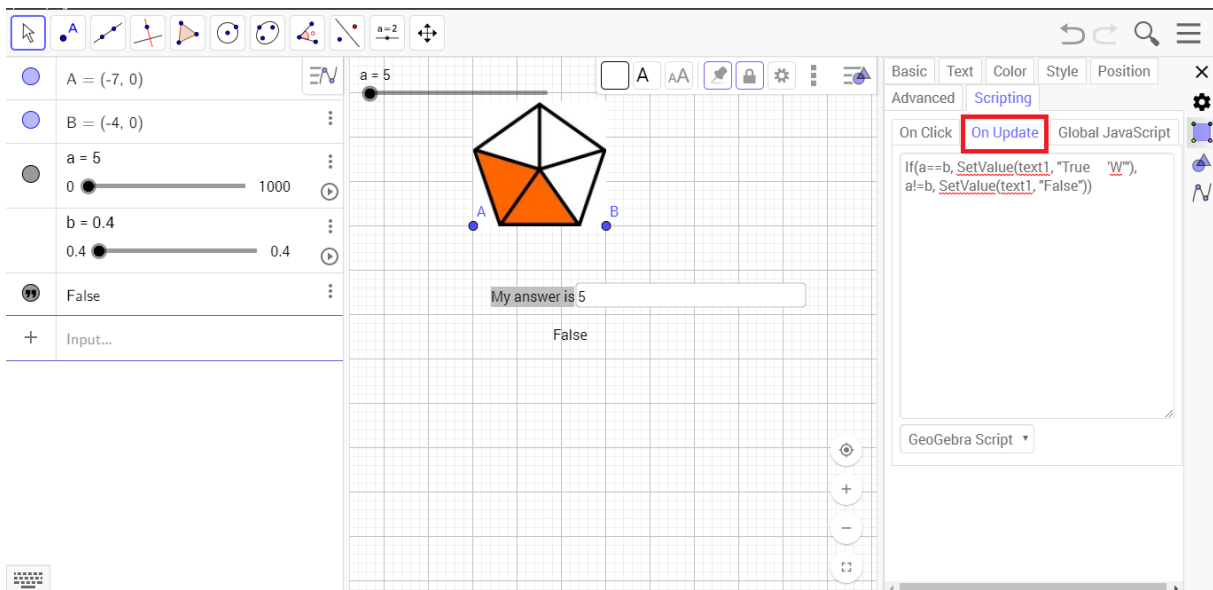 A
a=2
A = (-7, 0)
B = (-4, 0)
a = 5
0
1000
b = 0.4
0.4
0.4
False
Input...
a = 5
A
AA
A
B
My answer is 5
False
Basic Text Color Style Position
Advanced Scripting
On Click On Update Global JavaScript
If(a==b, SetValue(text1, "True 'W'"),
a!=b, SetValue(text1, "False"))
GeoGebra Script